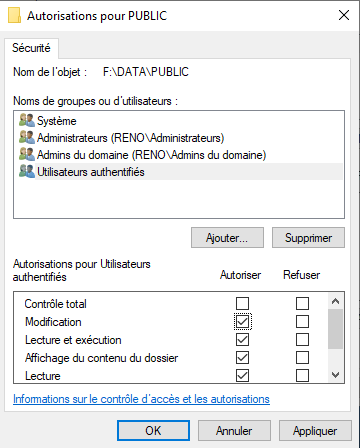 Autorisations pour PUBLIC
Sécurité
Nom de l'objet : F:\DATA\PUBLIC
Noms de groupes ou d'utilisateurs :
Système
Administrateurs (RENO\Administrateurs)
Admins du domaine (RENO\Admins du domaine)
Utilisateurs authentifiés
Ajouter...
Supprimer
Autorisations pour Utilisateurs
authentifiés
Autoriser
Refuser
Contrôle total
Modification
Lecture et exécution
Affichage du contenu du dossier
Lecture
Informations sur le contrôle d'accès et les autorisations
OK
Annuler
Appliquer